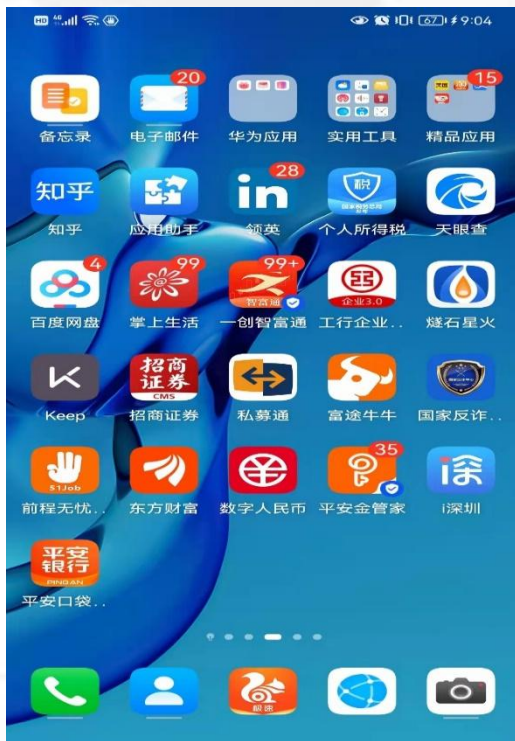 HD 4G 67 9:04
20 15
备忘录 电子邮件 华为应用 实用工具 精品应用
知乎 in 28 税
知乎 应用助手 领英 个人所得税 天眼查
4 99 99+
智富通 企业3.0
百度网盘 掌上生活 一创智富通 工行企业.. 燧石星火
招商
证券
CMS
Keep 招商证券 私募通 富途牛牛 国家反诈..
35
51Job i深
前程无忧.. 东方财富 数字人民币 平安金管家 i深圳
平安
银行
PINGAN
平安口袋..
极速